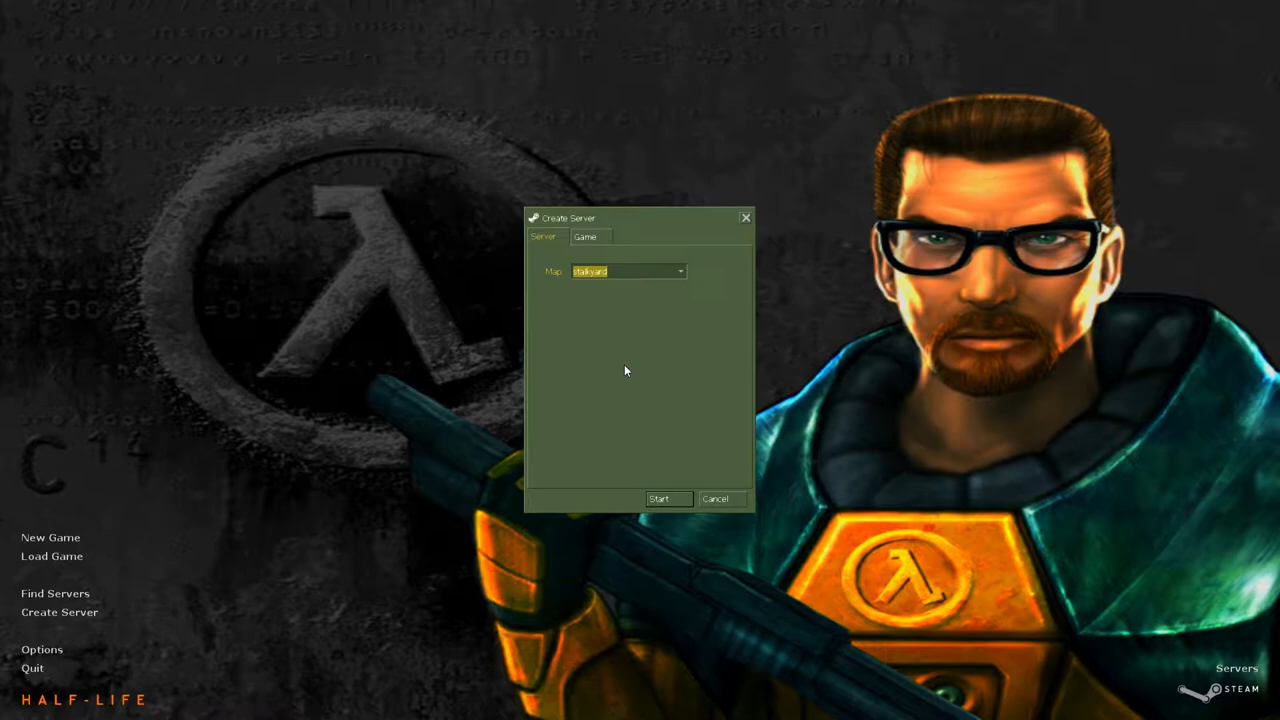 Create Server
Server
Game
Map:
stalkyard
Start
Cancel
C14
New Game
Load Game
Find Servers
Create Server
Options
Quit
HALF-LIFE
Servers
STEAM